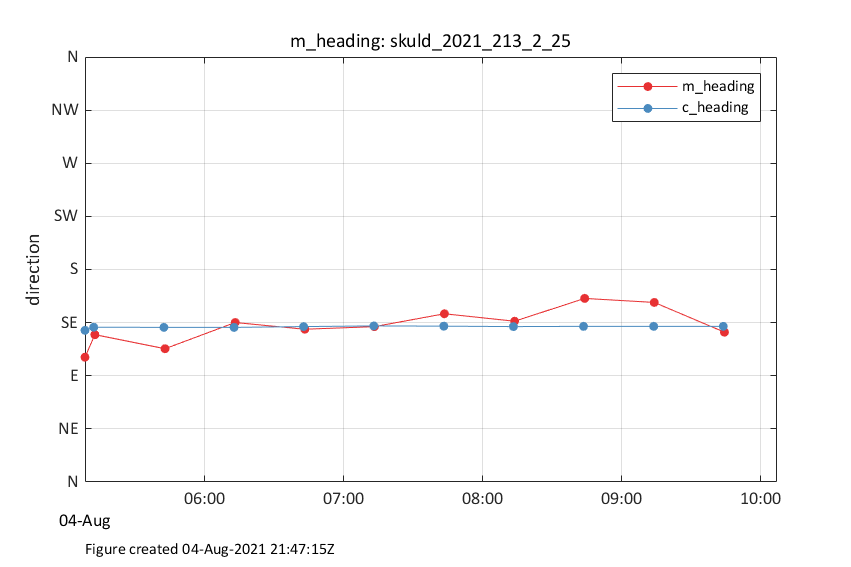 m_heading: skuld_2021_213_2_25
m_heading
c_heading
direction
N
NW
W
SW
S
SE
E
NE
N
06:00 07:00 08:00 09:00 10:00
04-Aug
Figure created 04-Aug-2021 21:47:15Z